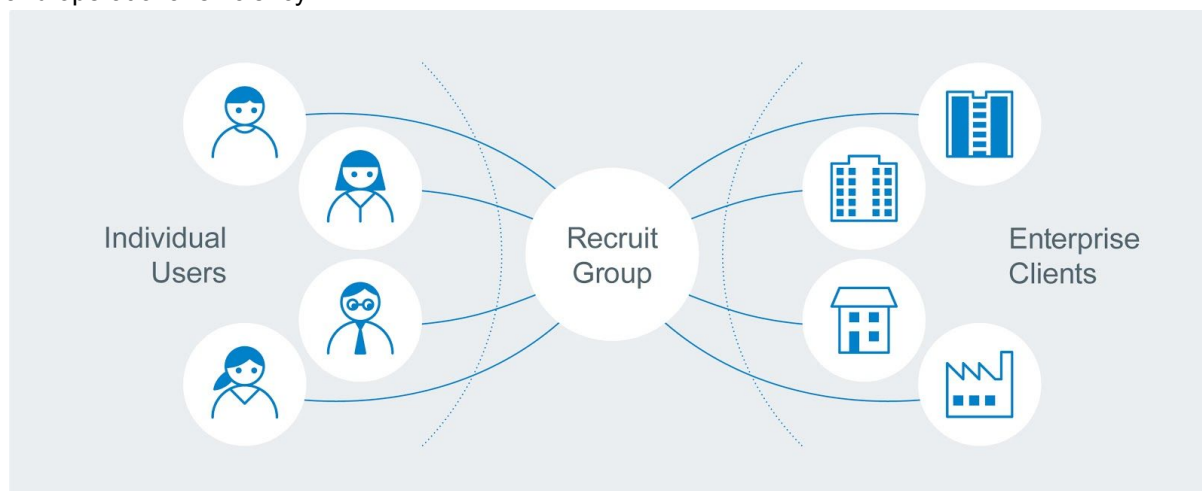 Individual
Users
Recruit
Group
Enterprise
Clients